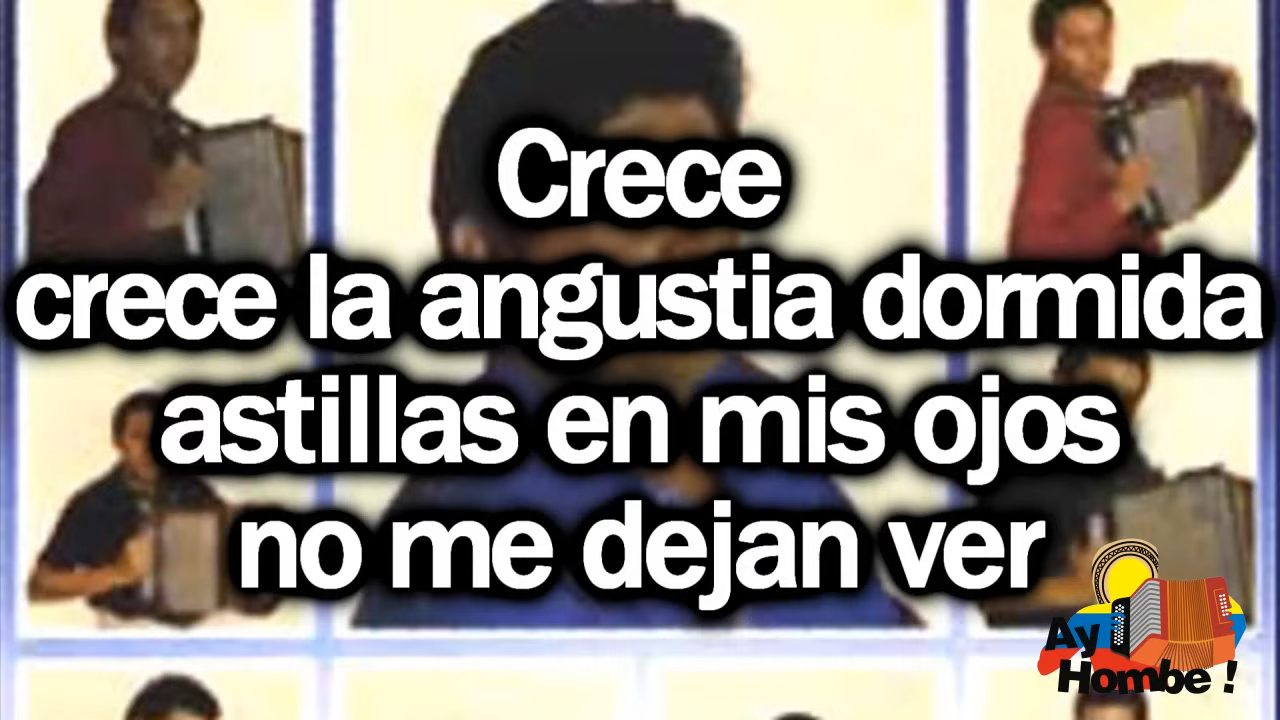 Crece
crece la angustia dormida
astillas en mis ojos
no me dejan ver
Ay
Hombe !